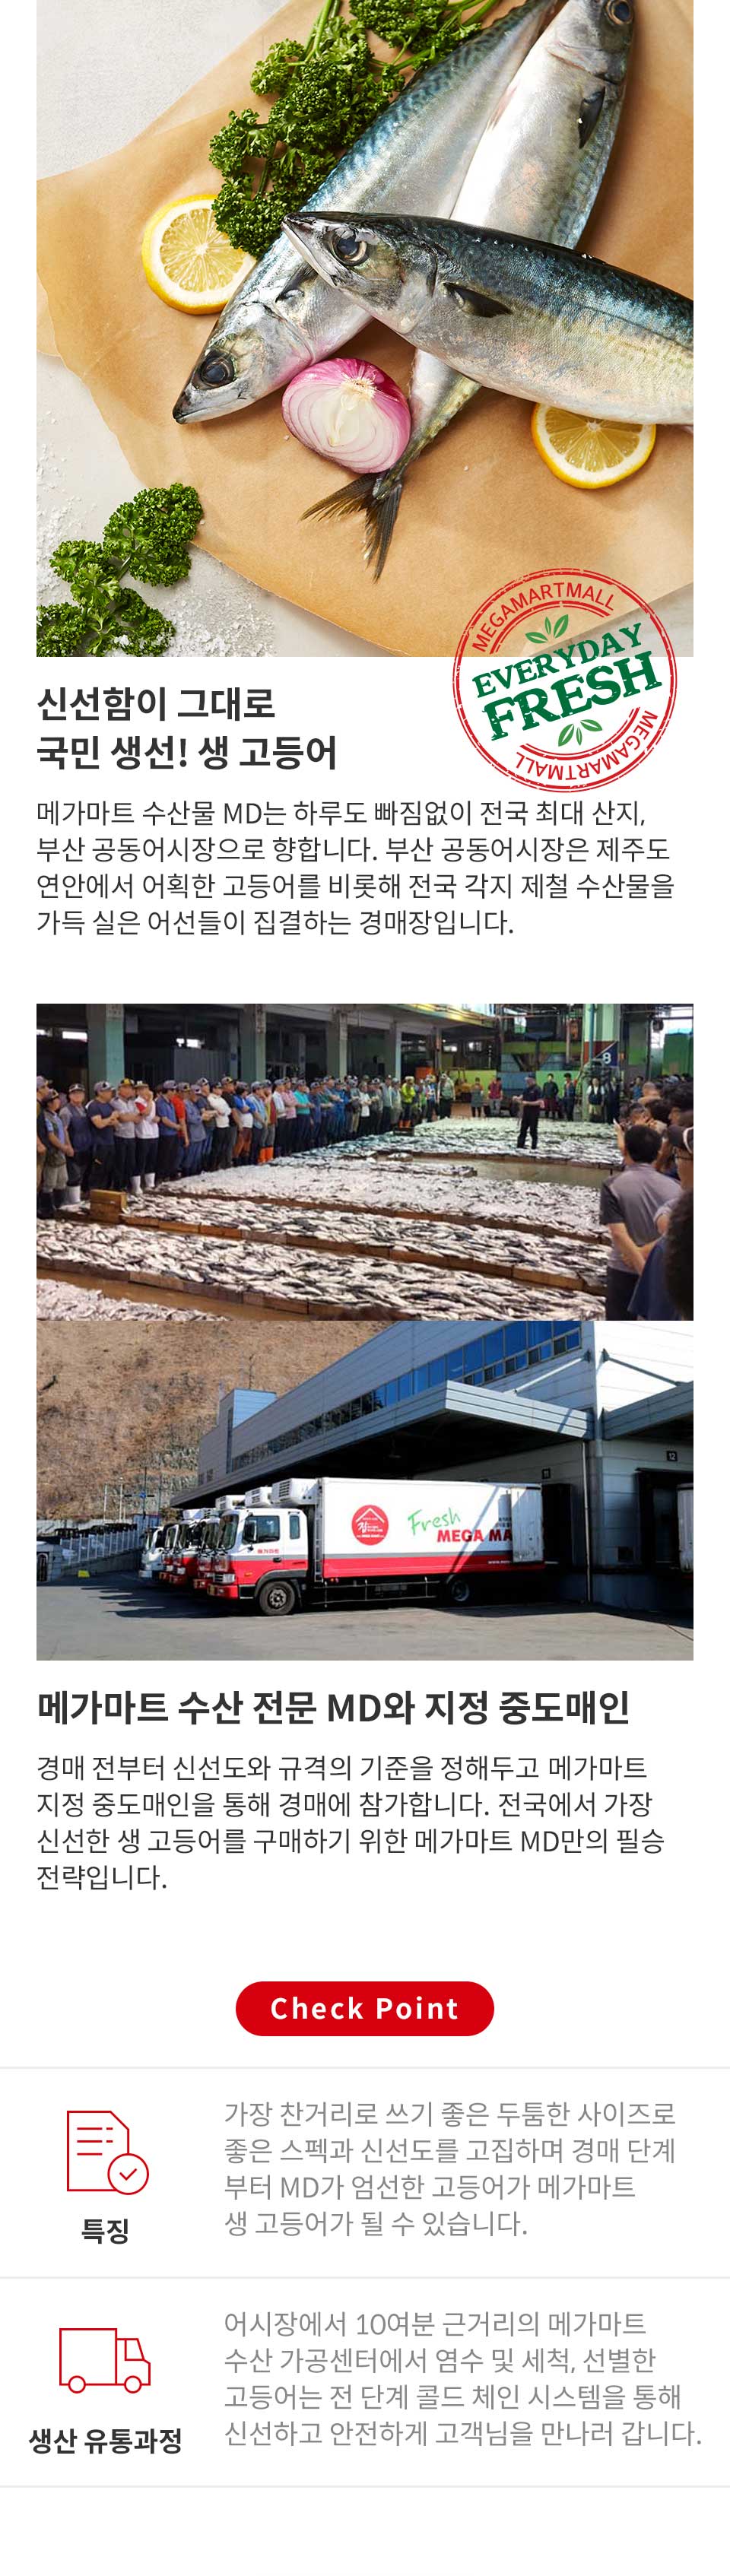 MEGAMARTMALL
EVERYDAY
FRESH
MEGAMARTMALL
신선함이 그대로
국민 생선! 생 고등어
메가마트 수산물 MD는 하루도 빠짐없이 전국 최대 산지,
부산 공동어시장으로 향합니다. 부산 공동어시장은 제주도
연안에서 어획한 고등어를 비롯해 전국 각지 제철 수산물을
가득 실은 어선들이 집결하는 경매장입니다.
8
11
12
Fresh
MEGA MA
메가마트 수산 전문 MD와 지정 중도매인
경매 전부터 신선도와 규격의 기준을 정해두고 메가마트
지정 중도매인을 통해 경매에 참가합니다. 전국에서 가장
신선한 생 고등어를 구매하기 위한 메가마트 MD만의 필승
전략입니다.
Check Point
가장 찬거리로 쓰기 좋은 두툼한 사이즈로
좋은 스펙과 신선도를 고집하며 경매 단계
부터 MD가 엄선한 고등어가 메가마트
생 고등어가 될 수 있습니다.
특징
어시장에서 10여분 근거리의 메가마트
수산 가공센터에서 염수 및 세척, 선별한
고등어는 전 단계 콜드 체인 시스템을 통해
신선하고 안전하게 고객님을 만나러 갑니다.
생산 유통과정